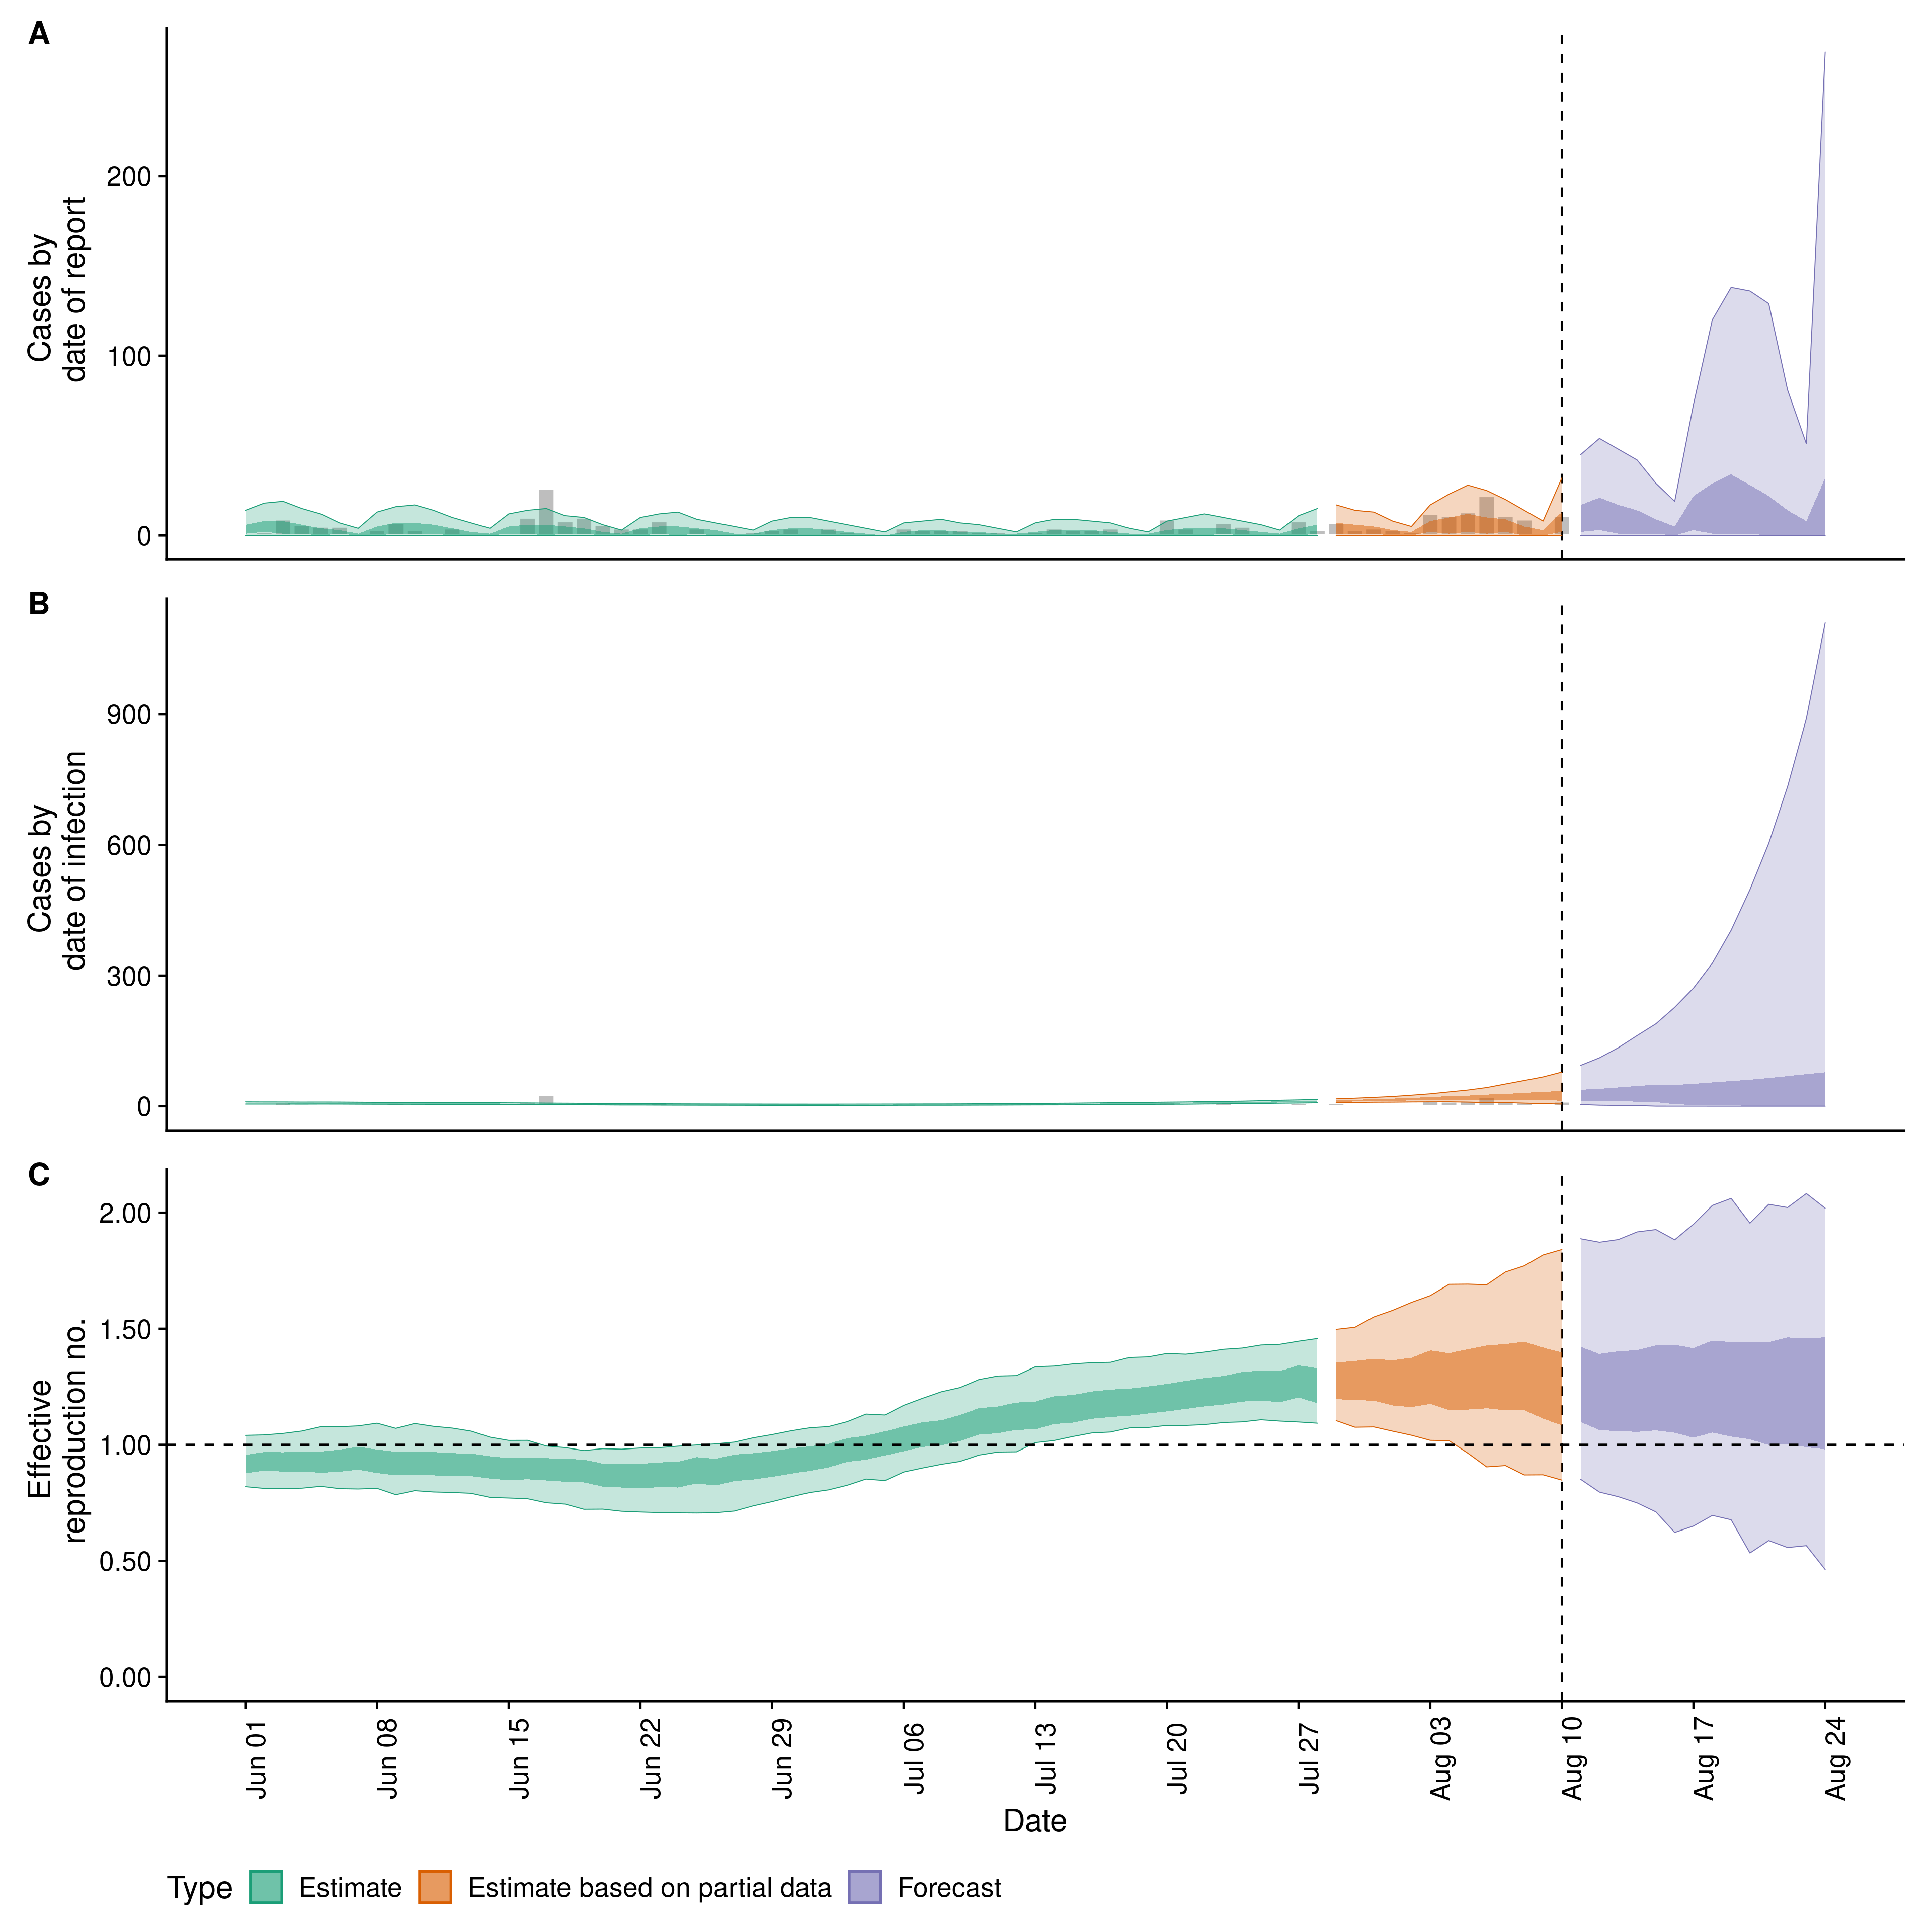 A
Cases by
date of report
200
100
0
B
Cases by
date of infection
900
600
300
0
C
Effective
reproduction no.
2.00
1.50
1.00
0.50
0.00
Jun 01
Jun 08
Jun 15
Jun 22
Jun 29
Jul 06
Jul 13
Jul 20
Jul 27
Aug 03
Aug 10
Aug 17
Aug 24
Date
Type Estimate Estimate based on partial data Forecast